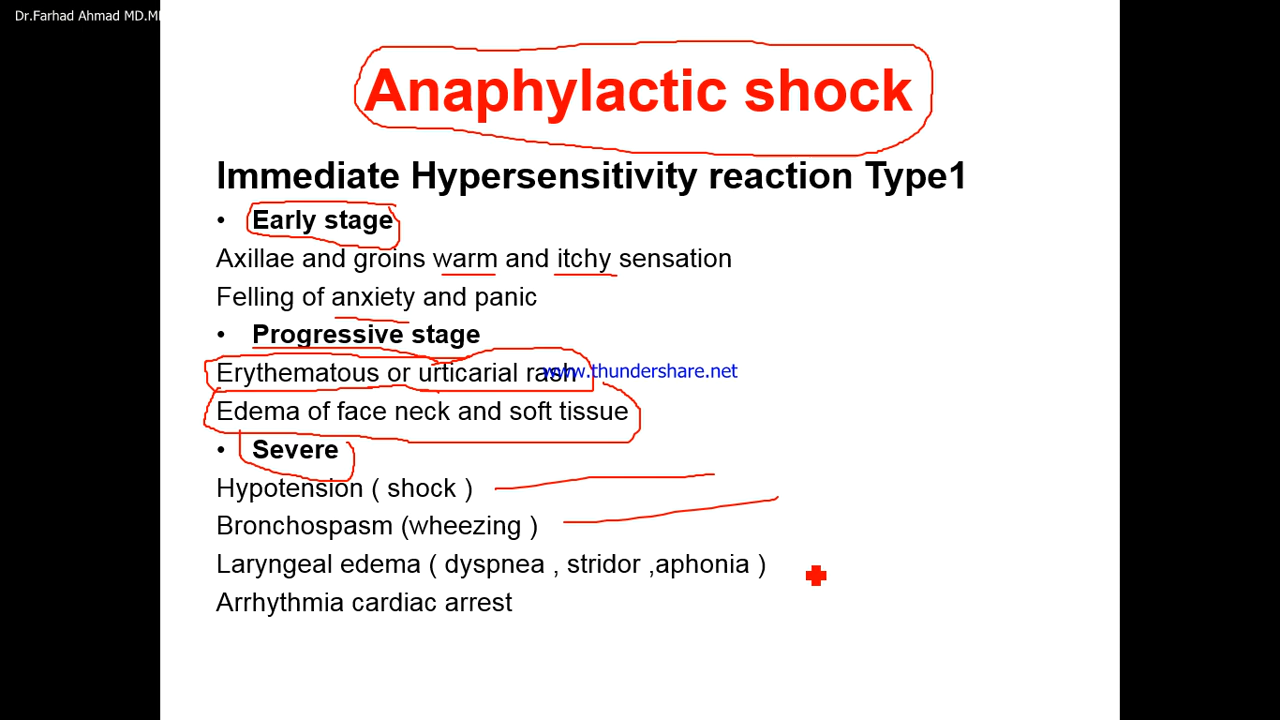 Dr.Farhad Ahmad MD.
Anaphylactic shock
Immediate Hypersensitivity reaction Type1
• Early stage
Axillae and groins warm and itchy sensation
Felling of anxiety and panic
• Progressive stage
Erythematous or urticarial rash
www.thundershare.net
Edema of face neck and soft tissue
• Severe
Hypotension ( shock )
Bronchospasm (wheezing )
Laryngeal edema ( dyspnea , stridor ,aphonia )
Arrhythmia cardiac arrest